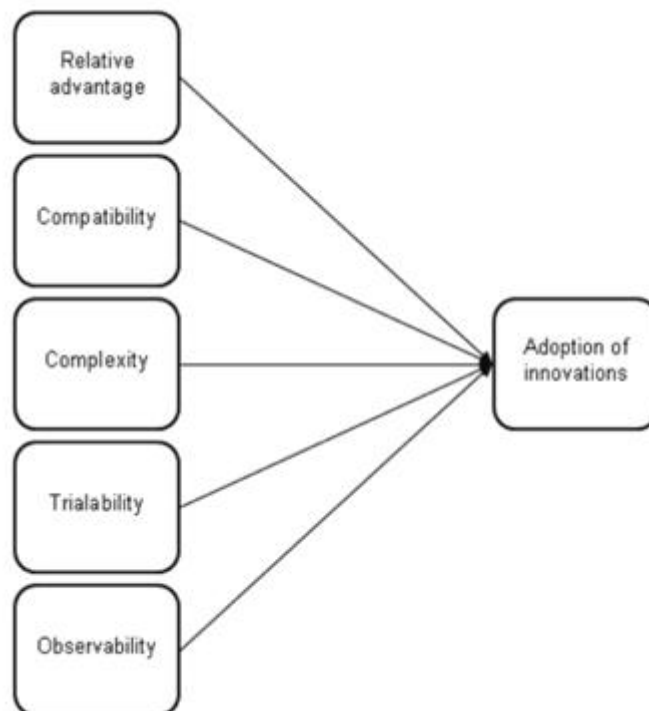 Relative
advantage
Compatibility
Complexity
Adoption of
innovations
Trialability
Observability